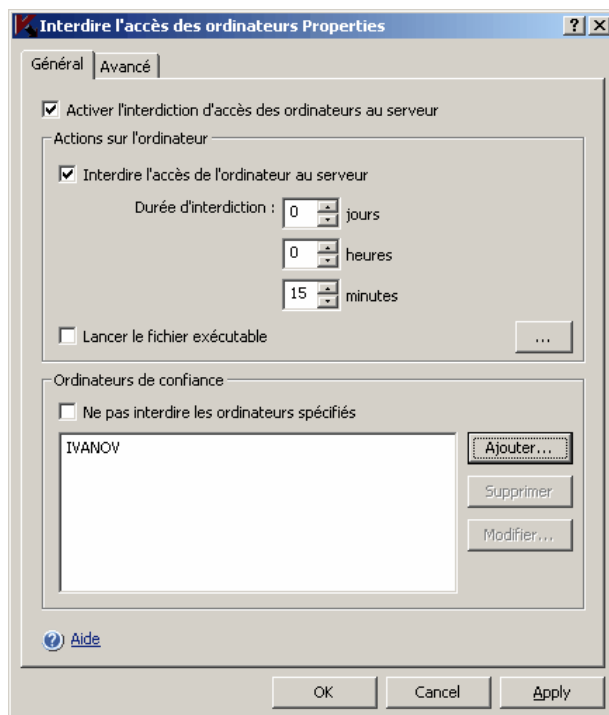 Interdire l'accès des ordinateurs Properties
Général
Avancé
Activer l'interdiction d'accès des ordinateurs au serveur
Actions sur l'ordinateur
Interdire l'accès de l'ordinateur au serveur
Durée d'interdiction : 0 jours
0 heures
15 minutes
Lancer le fichier exécutable
...
Ordinateurs de confiance
Ne pas interdire les ordinateurs spécifiés
IVANOV
Ajouter...
Supprimer
Modifier...
Aide
OK
Cancel
Apply